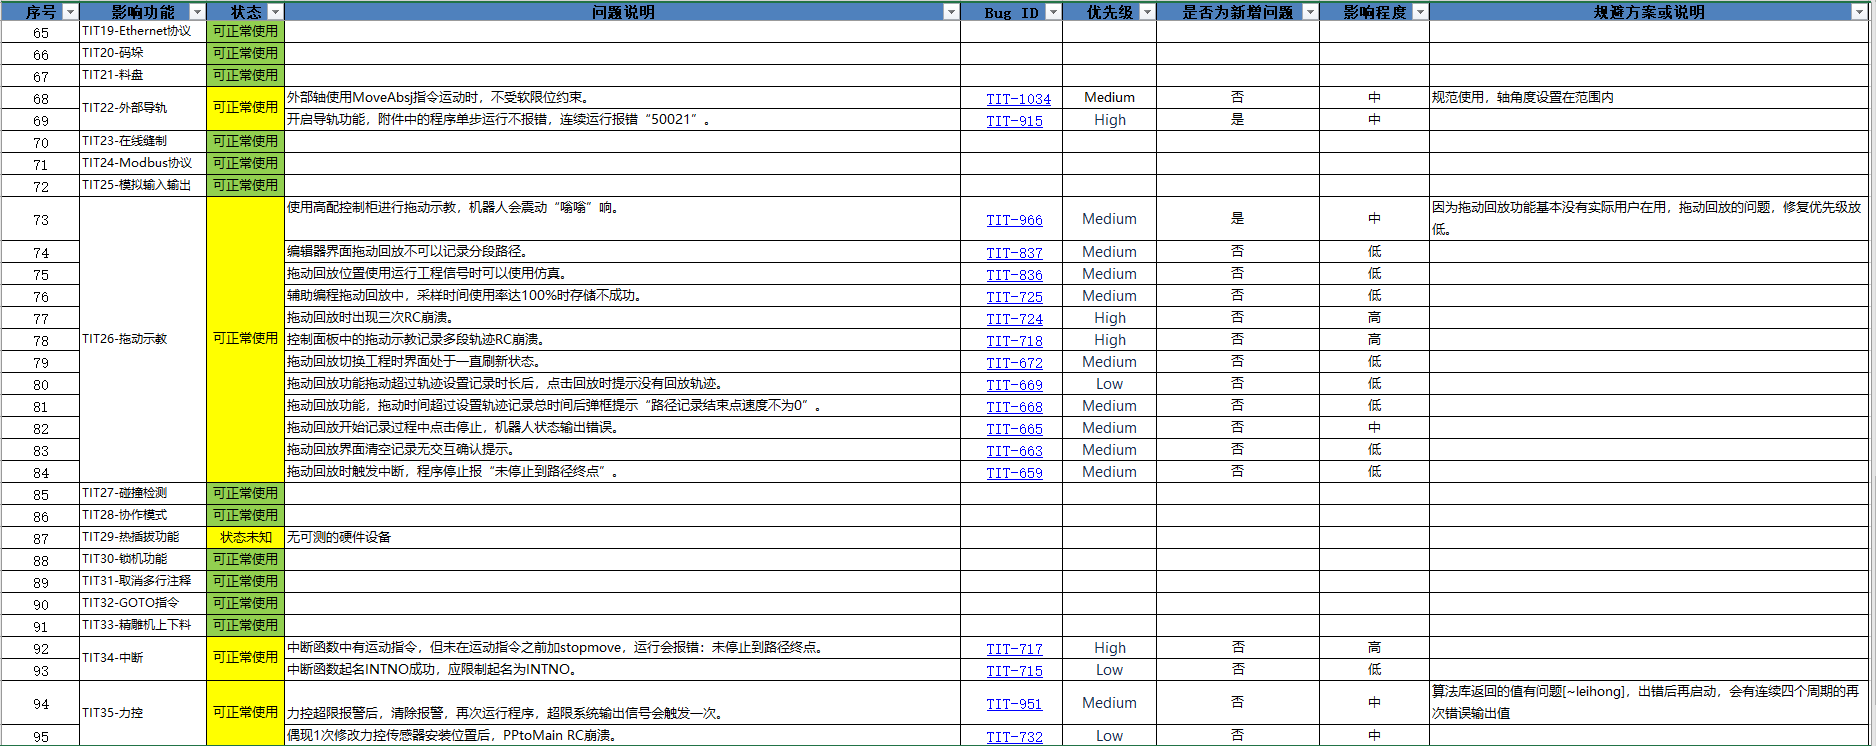 序号 影响功能 状态 问题说明 Bug ID 优先级 是否为新增问题 影响程度 规避方案或说明
65 TIT19-Ethernet协议 可正常使用
66 TIT20-码垛 可正常使用
67 TIT21-料盘 可正常使用
68 TIT22-外部导轨 可正常使用 外部轴使用MoveAbsj指令运动时，不受软限位约束。 TIT-1034 Medium 否 中 规范使用，轴角度设置在范围内
69 开启导轨功能，附件中的程序单步运行不报错，连续运行报错“50021”。 TIT-915 High 是 中
70 TIT23-在线缝制 可正常使用
71 TIT24-Modbus协议 可正常使用
72 TIT25-模拟输入输出 可正常使用
73 TIT26-拖动示教 可正常使用 使用高配控制柜进行拖动示教，机器人会震动“嗡嗡”响。 TIT-966 Medium 是 中 因为拖动回放功能基本没有实际用户在用，拖动回放的问题，修复优先级放
低。
74 编辑器界面拖动回放不可以记录分段路径。 TIT-837 Medium 否 低
75 拖动回放位置使用运行工程信号时可以使用仿真。 TIT-836 Medium 否 低
76 辅助编程拖动回放中，采样时间使用率达100%时存储不成功。 TIT-725 Medium 否 低
77 拖动回放时出现三次RC崩溃。 TIT-724 High 否 高
78 控制面板中的拖动示教记录多段轨迹RC崩溃。 TIT-718 High 否 高
79 拖动回放切换工程时界面处于一直刷新状态。 TIT-672 Medium 否 低
80 拖动回放功能拖动超过轨迹设置记录时长后，点击回放时提示没有回放轨迹。 TIT-669 Low 否 低
81 拖动回放功能，拖动时间超过设置轨迹记录总时间后弹框提示“路径记录结束点速度不为0”。 TIT-668 Medium 否 低
82 拖动回放开始记录过程中点击停止，机器人状态输出错误。 TIT-665 Medium 否 中
83 拖动回放界面清空记录无交互确认提示。 TIT-663 Medium 否 低
84 拖动回放时触发中断，程序停止报“未停止到路径终点”。 TIT-659 Medium 否 低
85 TIT27-碰撞检测 可正常使用
86 TIT28-协作模式 可正常使用
87 TIT29-热插拔功能 状态未知 无可测的硬件设备
88 TIT30-锁机功能 可正常使用
89 TIT31-取消多行注释 可正常使用
90 TIT32-GOTO指令 可正常使用
91 TIT33-精雕机上下料 可正常使用
92 TIT34-中断 可正常使用 中断函数中有运动指令，但未在运动指令之前加stopmove，运行会报错：未停止到路径终点。 TIT-717 High 否 高
93 中断函数起名INTNO成功，应限制起名为INTNO。 TIT-715 Low 否 低
94 TIT35-力控 可正常使用 力控超限报警后，清除报警，再次运行程序，超限系统输出信号会触发一次。 TIT-951 Medium 否 中 算法库返回的值有问题[~leihong]，出错后再启动，会有连续四个周期的再
次错误输出值
95 偶现1次修改力控传感器安装位置后，PPtoMain RC崩溃。 TIT-732 Low 否 中